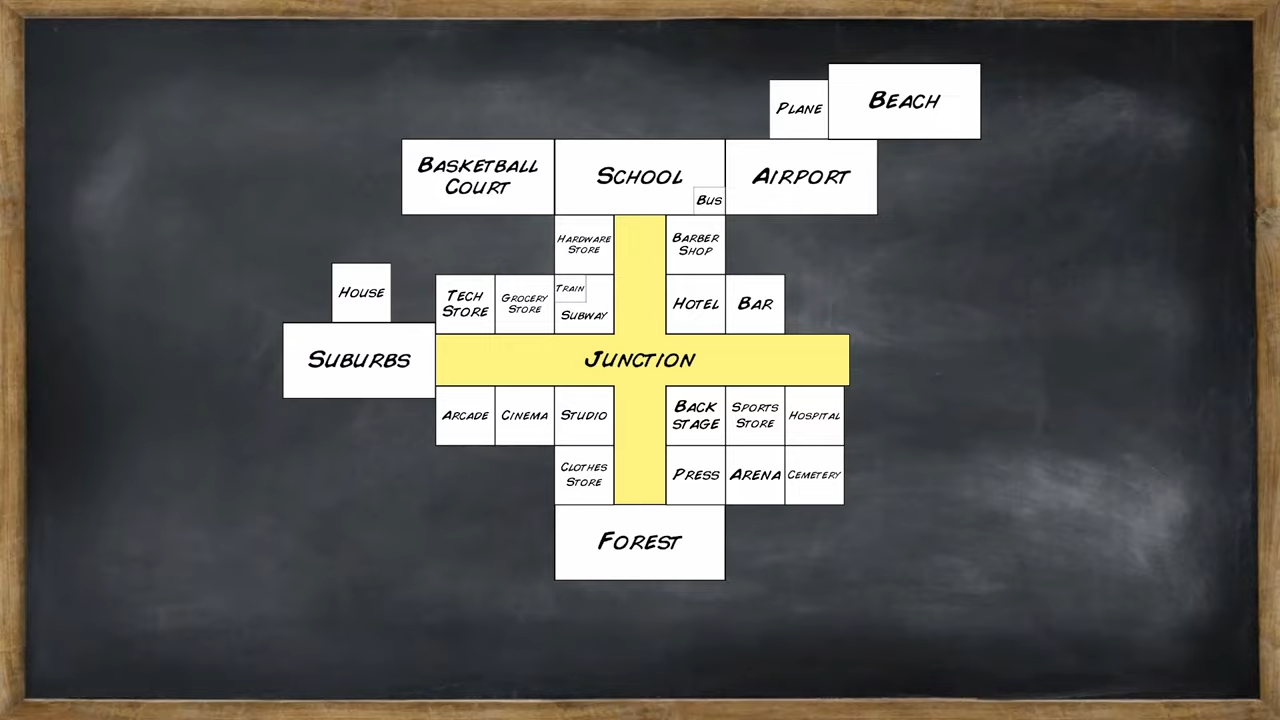 Plane
Beach
Basketball
Court
School
Airport
Bus
Hardware
Store
Barber
Shop
House
Tech
Store
Grocery
Store
Train
Subway
Hotel
Bar
Suburbs
Junction
Arcade
Cinema
Studio
Back
stage
Sports
Store
Hospital
Clothes
Store
Press
Arena
Cemetery
Forest